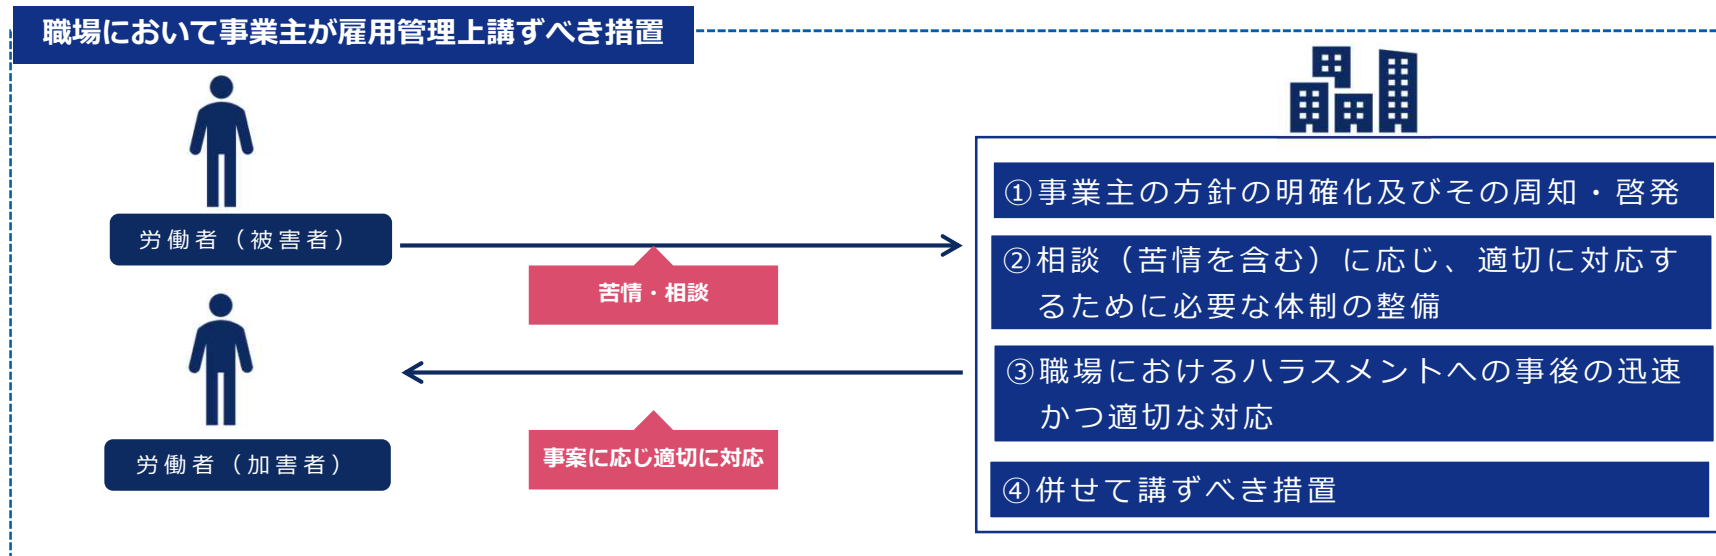 職場において事業主が雇用管理上講ずべき措置
労働者（被害者）
苦情・相談
労働者（加害者）
事案に応じ適切に対応
①事業主の方針の明確化及びその周知・啓発
②相談（苦情を含む）に応じ、適切に対応す
るために必要な体制の整備
③職場におけるハラスメントへの事後の迅速
かつ適切な対応
④併せて講ずべき措置